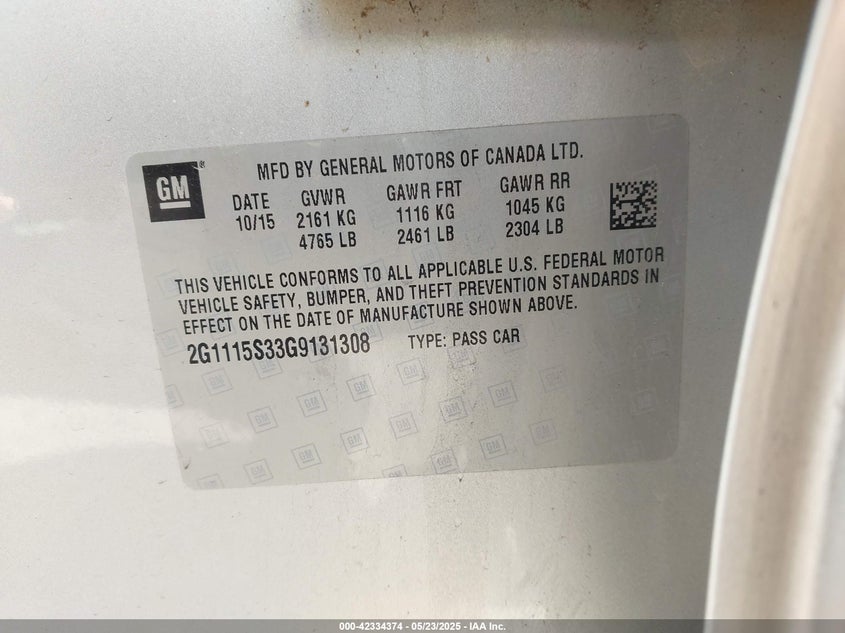 GM
MFD BY GENERAL MOTORS OF CANADA LTD.
DATE GVWR GAWR FRT GAWR RR
10/15 2161 KG 1116 KG 1045 KG
4765 LB 2461 LB 2304 LB
THIS VEHICLE CONFORMS TO ALL APPLICABLE U.S. FEDERAL MOTOR
VEHICLE SAFETY, BUMPER, AND THEFT PREVENTION STANDARDS IN
EFFECT ON THE DATE OF MANUFACTURE SHOWN ABOVE.
2G1115S33G9131308 TYPE: PASS CAR
000-42334374 | 05/23/2025 - IAA Inc.